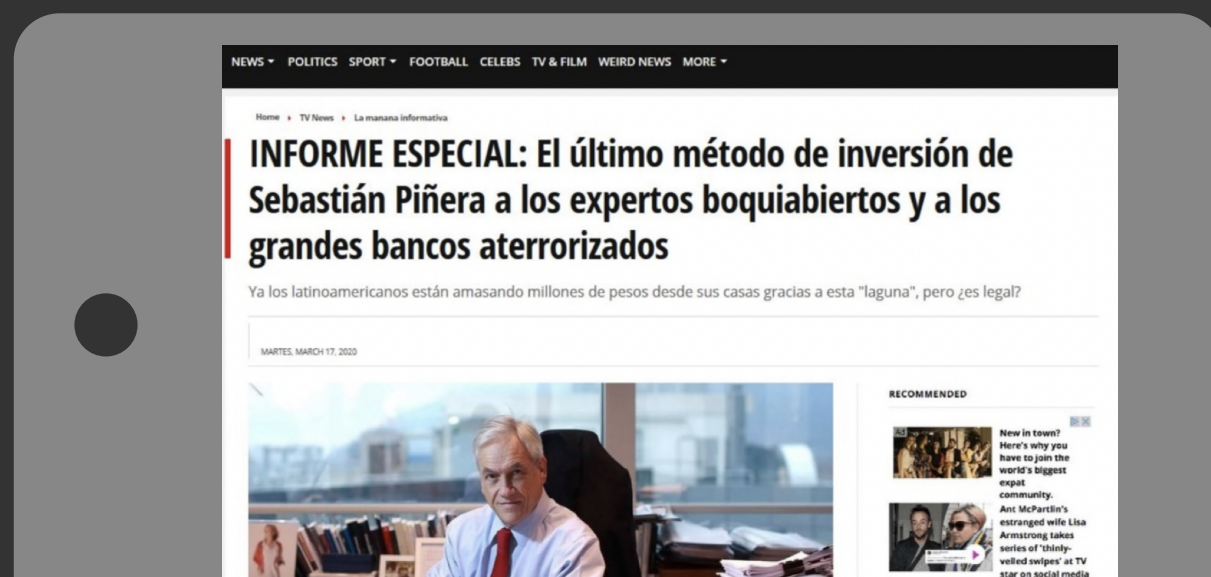 NEWS POLITICS SPORT FOOTBALL CELEBS TV & FILM WEIRD NEWS MORE
Home TV News La manana informativa
INFORME ESPECIAL: El último método de inversión de
Sebastián Piñera a los expertos boquiabiertos y a los
grandes bancos aterrorizados
Ya los latinoamericanos están amasando millones de pesos desde sus casas gracias a esta "laguna", pero ¿es legal?
MARTES, MARCH 17, 2020
RECOMMENDED
New in town?
Here's why you
have to join the
world's biggest
expat
community.
Ant McPartlin's
estranged wife Lisa
Armstrong takes
series of 'thinly-
veiled swipes' at TV
star on social media